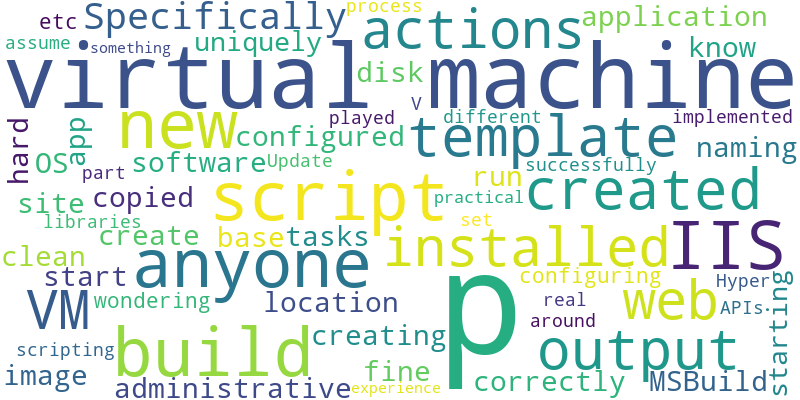 etc Specifically process application
assume something uniquely actions know
virtual machine
disk
hard app new played V different implemented
configured template naming
OS software Update run successfully
part
site copied script practical created
libraries set
clean create base tasks installed IIS
start anyone configuring
VM wondering location p web Hyper
real APIs.
around starting
scripting build creating output
image fine correctly MSBuild
administrative experience